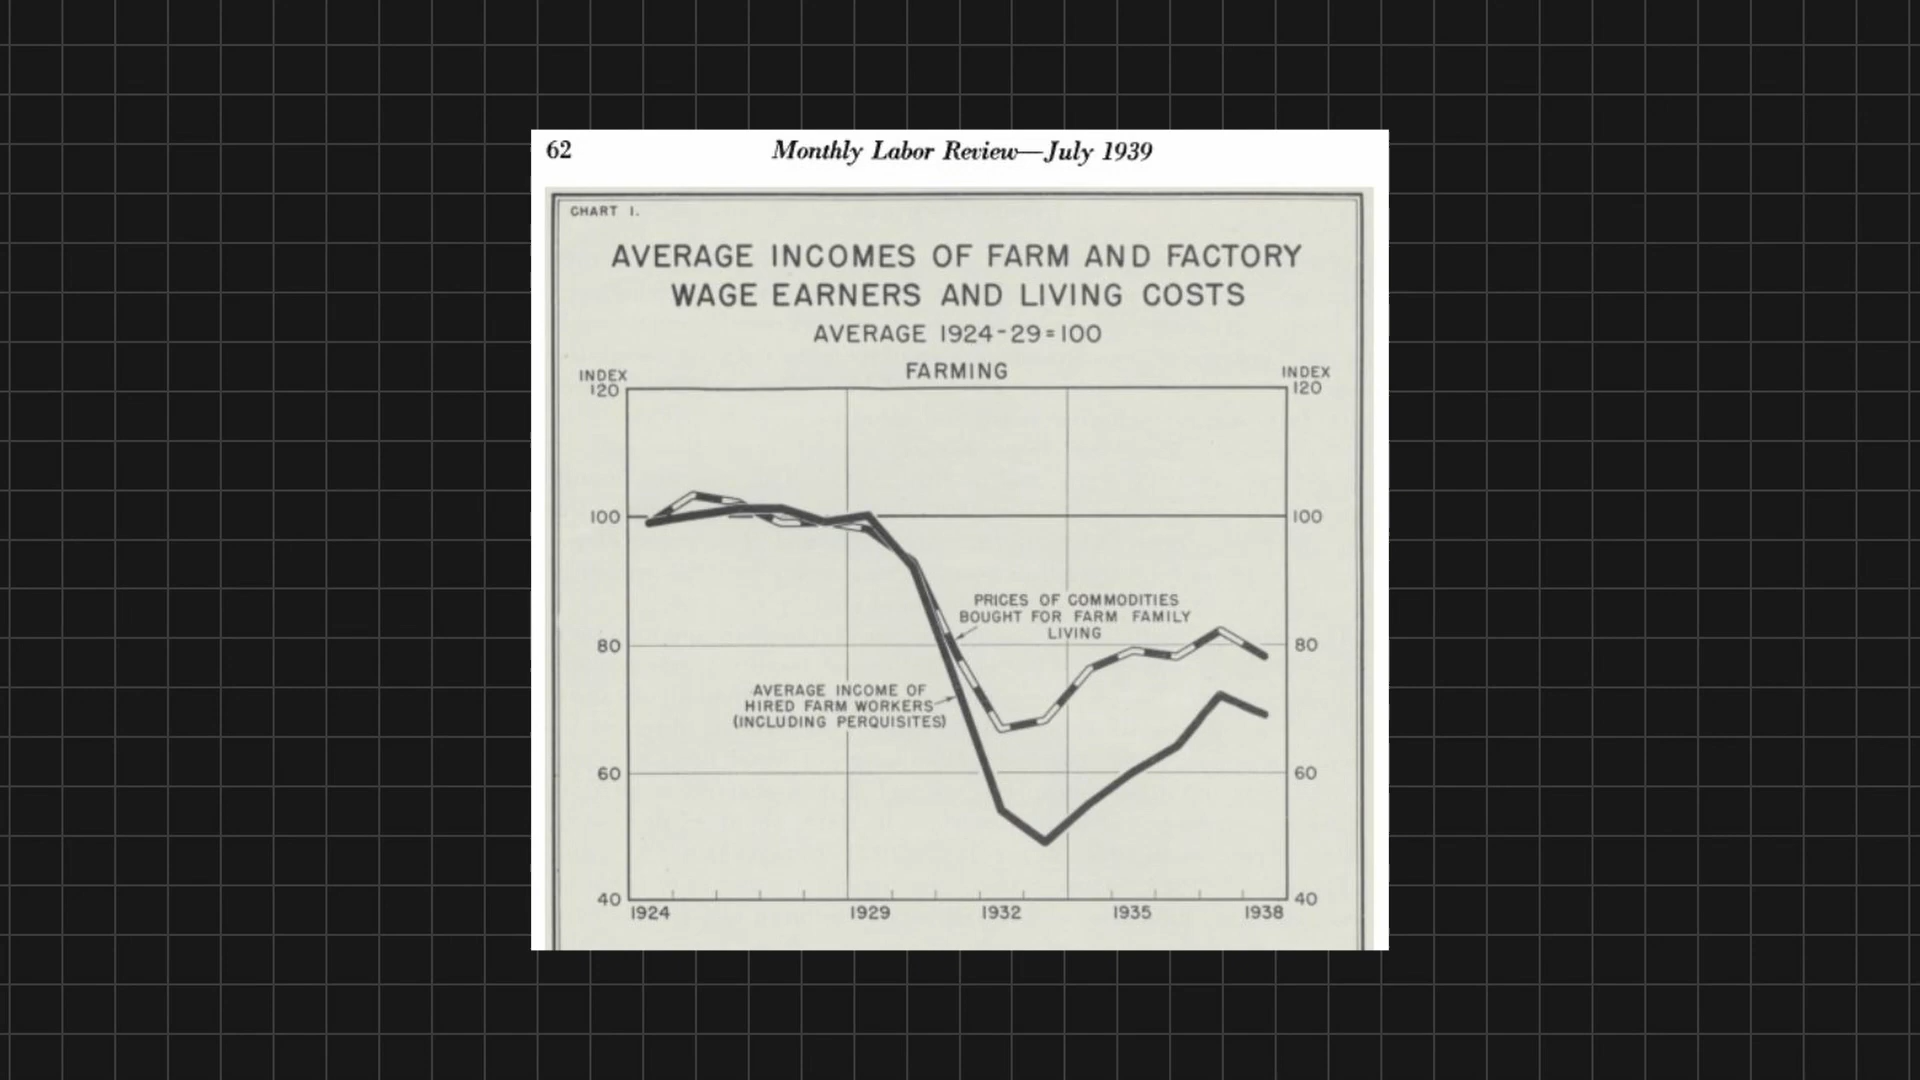 62 Monthly Labor Review—July 1939
CHART 1.
AVERAGE INCOMES OF FARM AND FACTORY
WAGE EARNERS AND LIVING COSTS
AVERAGE 1924-29=100
FARMING
INDEX INDEX
120 120
100 100
PRICES OF COMMODITIES
BOUGHT FOR FARM FAMILY
LIVING
80 80
AVERAGE INCOME OF
HIRED FARM WORKERS
(INCLUDING PERQUISITES)
60 60
40 40
1924 1929 1932 1935 1938